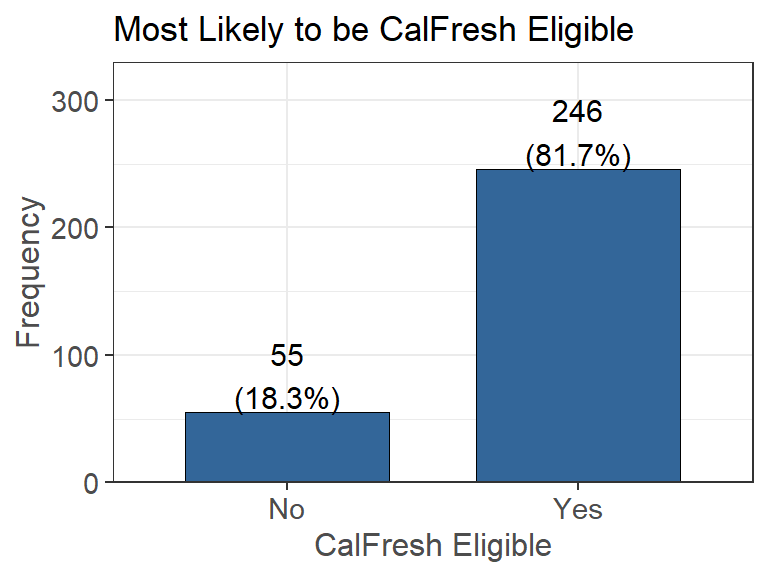 Most Likely to be CalFresh Eligible
300
200
100
0
Frequency
246
(81.7%)
55
(18.3%)
No
Yes
CalFresh Eligible